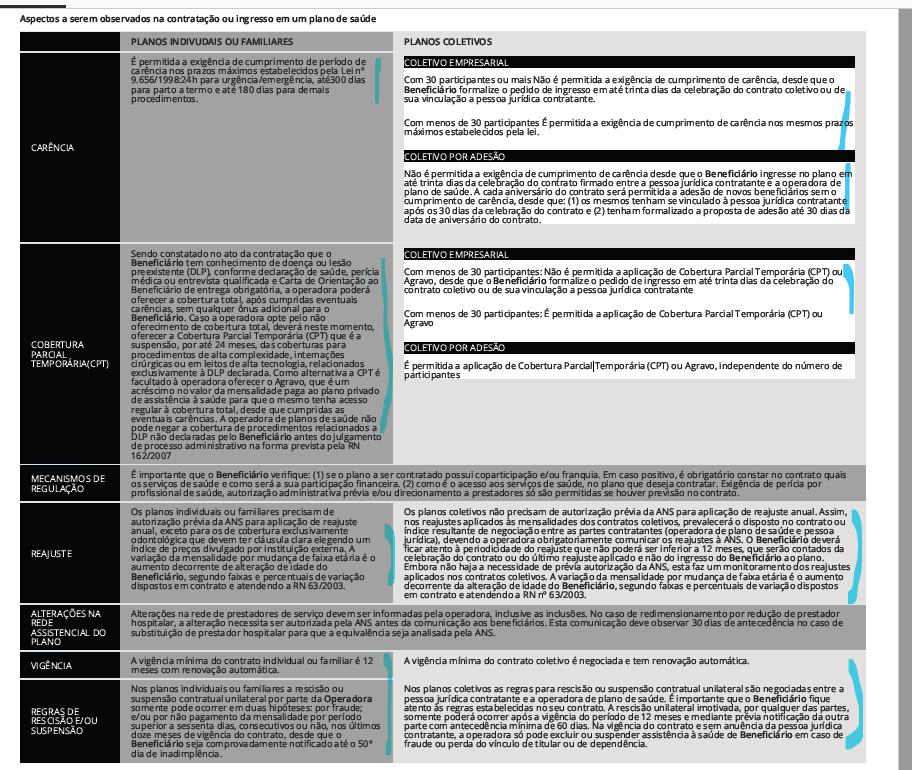 Aspectos a serem observados na contratação ou ingresso em um plano de saúde
PLANOS INDIVUDAIS OU FAMILIARES
PLANOS COLETIVOS
CARÊNCIA
É permitida a exigência de cumprimento de período de
carência nos prazos máximos estabelecidos pela Lei nº
9.656/1998:24h para urgência/emergência, até300 dias
para parto a termo e até 180 dias para demais
procedimentos.
COLETIVO EMPRESARIAL
Com 30 participantes ou mais Não é permitida a exigência de cumprimento de carência, desde que o
Beneficiário formalize o pedido de ingresso em até trinta dias da celebração do contrato coletivo ou de
sua vinculação a pessoa jurídica contratante.
Com menos de 30 participantes É permitida a exigência de cumprimento de carência nos mesmos prazos
máximos estabelecidos pela lei.
COLETIVO POR ADESÃO
Não é permitida a exigência de cumprimento de carência desde que o Beneficiário ingresse no plano em
até trinta dias da celebração do contrato firmado entre a pessoa jurídica contratante e a operadora de
plano de saúde. A cada aniversário do contrato será permitida a adesão de novos beneficiários sem o
cumprimento de carência, desde que: (1) os mesmos tenham se vinculado à pessoa jurídica contratante
após os 30 dias da celebração do contrato e (2) tenham formalizado a proposta de adesão até 30 dias da
data de aniversário do contrato.
COBERTURA
PARCIAL
TEMPORÁRIA(CPT)
Sendo constatado no ato da contratação que o
Beneficiário tem conhecimento de doença ou lesão
preexistente (DLP), conforme declaração de saúde, perícia
médica ou entrevista qualificada e Carta de Orientação ao
Beneficiário de entrega obrigatória, a operadora poderá
oferecer a cobertura total, após cumpridas eventuais
carências, sem qualquer ônus adicional para o
Beneficiário. Caso a operadora opte pelo não
oferecimento de cobertura total, deverá neste momento,
oferecer a Cobertura Parcial Temporária (CPT) que é a
suspensão, por até 24 meses, das coberturas para
procedimentos de alta complexidade, internações
cirúrgicas ou em leitos de alta tecnologia, relacionados
exclusivamente à DLP declarada. Como alternativa a CPT é
facultado à operadora oferecer o Agravo, que é um
acréscimo no valor da mensalidade paga ao plano privado
de assistência à saúde para que o mesmo tenha acesso
regular à cobertura total, desde que cumpridas as
eventuais carências. A operadora de planos de saúde não
pode negar a cobertura de procedimentos relacionados a
DLP não declaradas pelo Beneficiário antes do julgamento
de processo administrativo na forma prevista pela RN
162/2007
COLETIVO EMPRESARIAL
Com menos de 30 participantes: Não é permitida a aplicação de Cobertura Parcial Temporária (CPT) ou
Agravo, desde que o Beneficiário formalize o pedido de ingresso em até trinta dias da celebração do
contrato coletivo ou de sua vinculação a pessoa jurídica contratante
Com menos de 30 participantes: É permitida a aplicação de Cobertura Parcial Temporária (CPT) ou
Agravo
COLETIVO POR ADESÃO
É permitida a aplicação de Cobertura Parcial Temporária (CPT) ou Agravo, independente do número de
participantes
MECANISMOS DE
REGULAÇÃO
É importante que o Beneficiário verifique: (1) se o plano a ser contratado possui coparticipação e/ou franquia. Em caso positivo, é obrigatório constar no contrato quais
os serviços de saúde e como será a sua participação financeira. (2) como é o acesso aos serviços de saúde, no plano que deseja contratar. Exigência de perícia por
profissional de saúde, autorização administrativa prévia e/ou direcionamento a prestadores só são permitidas se houver previsão no contrato.
REAJUSTE
Os planos individuais ou familiares precisam de
autorização prévia da ANS para aplicação de reajuste
anual, exceto para os de cobertura exclusivamente
odontológica que devem ter cláusula clara elegendo um
índice de preços divulgado por instituição externa. A
variação da mensalidade por mudança de faixa etária é o
aumento decorrente de alteração de idade do
Beneficiário, segundo faixas e percentuais de variação
dispostos em contrato e atendendo a RN 63/2003.
Os planos coletivos não precisam de autorização prévia da ANS para aplicação de reajuste anual. Assim,
nos reajustes aplicados às mensalidades dos contratos coletivos, prevalecerá o disposto no contrato ou
índice resultante de negociação entre as partes contratantes (operadora de plano de saúde e pessoa
jurídica), devendo a operadora obrigatoriamente comunicar os reajustes à ANS. O Beneficiário deverá
ficar atento à periodicidade do reajuste que não poderá ser inferior a 12 meses, que serão contados da
celebração do contrato ou do último reajuste aplicado e não do ingresso do Beneficiário ao plano.
Embora não haja a necessidade de prévia autorização da ANS, esta faz um monitoramento dos reajustes
aplicados nos contratos coletivos. A variação da mensalidade por mudança de faixa etária é o aumento
decorrente da alteração de idade do Beneficiário, segundo faixas e percentuais de variação dispostos
em contrato e atendendo a RN nº 63/2003.
ALTERAÇÕES NA
REDE
ASSISTENCIAL DO
PLANO
Alterações na rede de prestadores de serviço devem ser informadas pela operadora, inclusive as inclusões. No caso de redimensionamento por redução de prestador
hospitalar, a alteração necessita ser autorizada pela ANS antes da comunicação aos beneficiários. Esta comunicação deve observar 30 dias de antecedência no caso de
substituição de prestador hospitalar para que a equivalência seja analisada pela ANS.
VIGÊNCIA
A vigência mínima do contrato individual ou familiar é 12
meses com renovação automática.
A vigência mínima do contrato coletivo é negociada e tem renovação automática.
REGRAS DE
RESCISÃO E/OU
SUSPENSÃO
Nos planos individuais ou familiares a rescisão ou
suspensão contratual unilateral por parte da Operadora
somente pode ocorrer em duas hipóteses: por fraude;
e/ou por não pagamento da mensalidade por período
superior a sessenta dias, consecutivos ou não, nos últimos
doze meses de vigência do contrato, desde que o
Beneficiário seja comprovadamente notificado até o 50º
dia de inadimplência.
Nos planos coletivos as regras para rescisão ou suspensão contratual unilateral são negociadas entre a
pessoa jurídica contratante e a operadora de plano de saúde. É importante que o Beneficiário fique
atento às regras estabelecidas no seu contrato. A rescisão unilateral imotivada, por qualquer das partes,
somente poderá ocorrer após a vigência do período de 12 meses e mediante prévia notificação da outra
parte com antecedência mínima de 60 dias. Na vigência do contrato e sem anuência da pessoa jurídica
contratante, a operadora só pode excluir ou suspender assistência à saúde de Beneficiário em caso de
fraude ou perda do vínculo de titular ou de dependência.